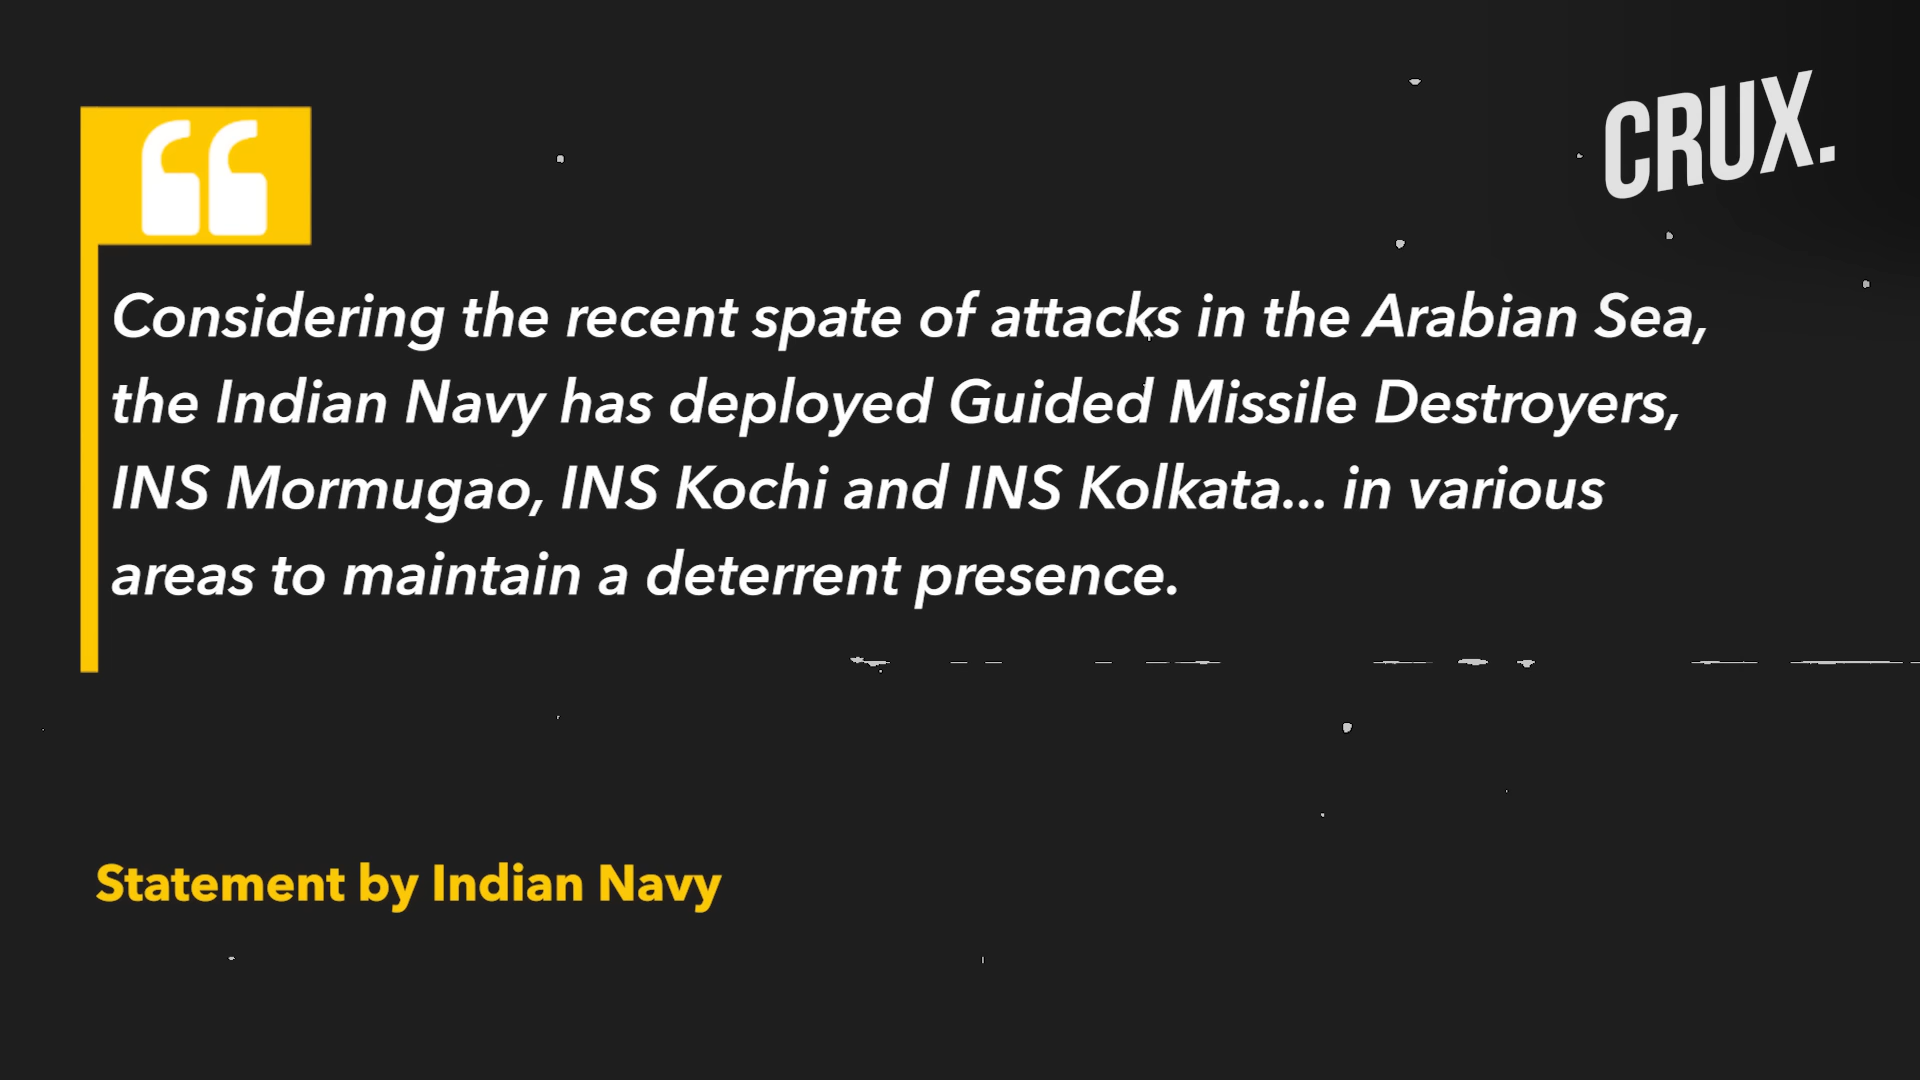 CRUX.
Considering the recent spate of attacks in the Arabian Sea,
the Indian Navy has deployed Guided Missile Destroyers,
INS Mormugao, INS Kochi and INS Kolkata... in various
areas to maintain a deterrent presence.
Statement by Indian Navy